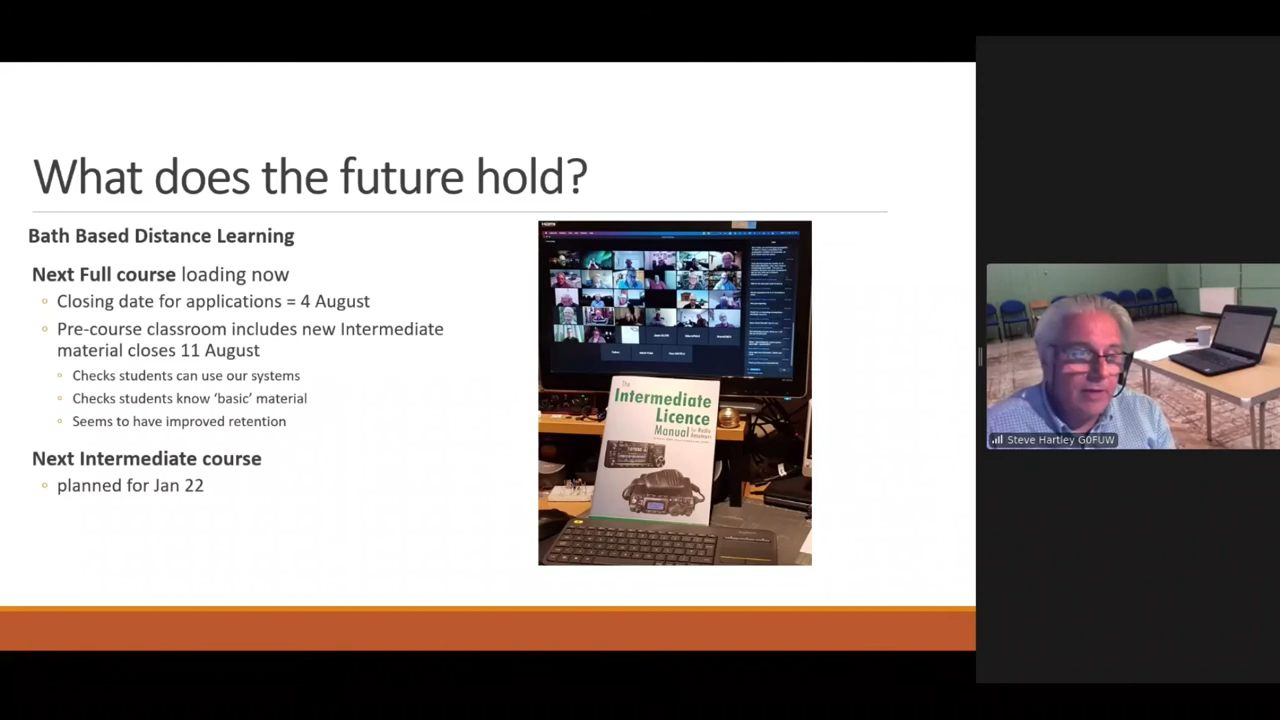 What does the future hold?
Bath Based Distance Learning
Next Full course loading now
Closing date for applications = 4 August
Pre-course classroom includes new Intermediate
material closes 11 August
Checks students can use our systems
Checks students know ‘basic’ material
Seems to have improved retention
Next Intermediate course
planned for Jan 22
The
Intermediate
Licence
Manual for Radio
Amateurs
Steve Hartley G0FUW